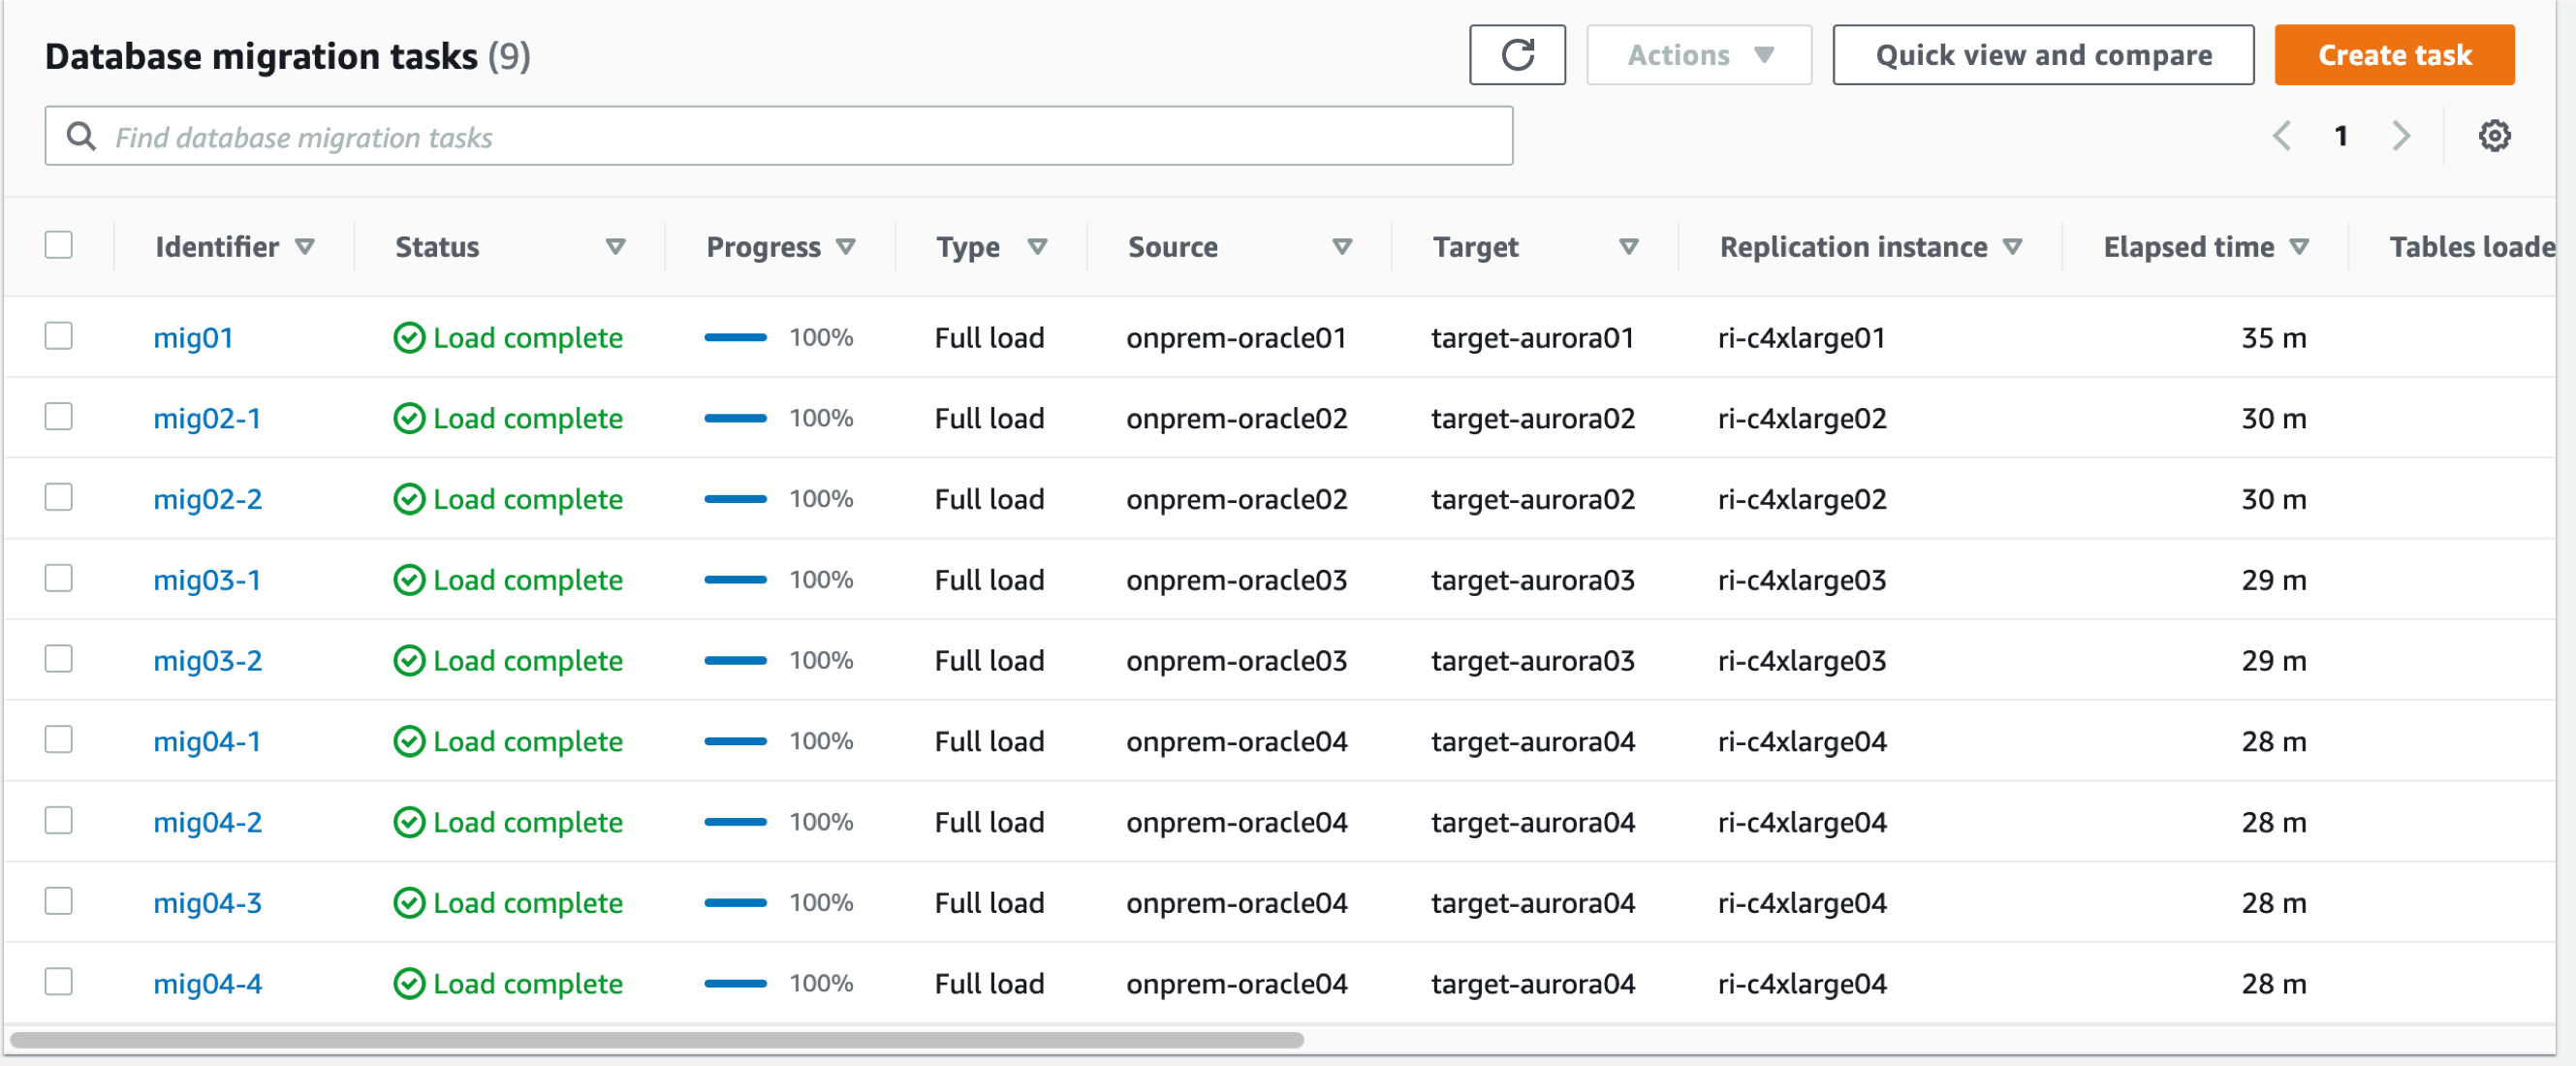 Database migration tasks (9)
Actions
Quick view and compare
Create task
Find database migration tasks
1
Identifier Status Progress Type Source Target Replication instance Elapsed time Tables loade
mig01 Load complete 100% Full load onprem-oracle01 target-aurora01 ri-c4xlarge01 35 m
mig02-1 Load complete 100% Full load onprem-oracle02 target-aurora02 ri-c4xlarge02 30 m
mig02-2 Load complete 100% Full load onprem-oracle02 target-aurora02 ri-c4xlarge02 30 m
mig03-1 Load complete 100% Full load onprem-oracle03 target-aurora03 ri-c4xlarge03 29 m
mig03-2 Load complete 100% Full load onprem-oracle03 target-aurora03 ri-c4xlarge03 29 m
mig04-1 Load complete 100% Full load onprem-oracle04 target-aurora04 ri-c4xlarge04 28 m
mig04-2 Load complete 100% Full load onprem-oracle04 target-aurora04 ri-c4xlarge04 28 m
mig04-3 Load complete 100% Full load onprem-oracle04 target-aurora04 ri-c4xlarge04 28 m
mig04-4 Load complete 100% Full load onprem-oracle04 target-aurora04 ri-c4xlarge04 28 m